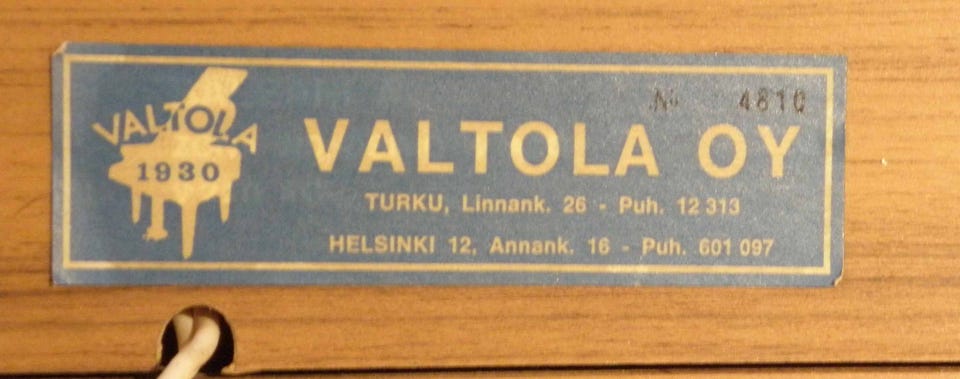 VALTOLA
1930
No 4810
VALTOLA OY
TURKU, Linnank. 26 - Puh. 12 313
HELSINKI 12, Annank. 16 - Puh. 601 097